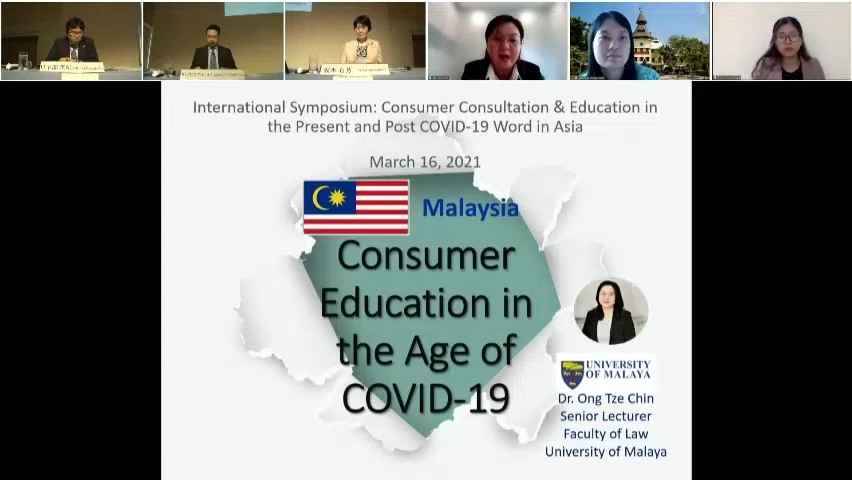 International Symposium: Consumer Consultation & Education in
the Present and Post COVID-19 Word in Asia
March 16, 2021
Malaysia
Consumer
Education in
the Age of
COVID-19
UNIVERSITY
OF MALAYA
Dr. Ong Tze Chin
Senior Lecturer
Faculty of Law
University of Malaya